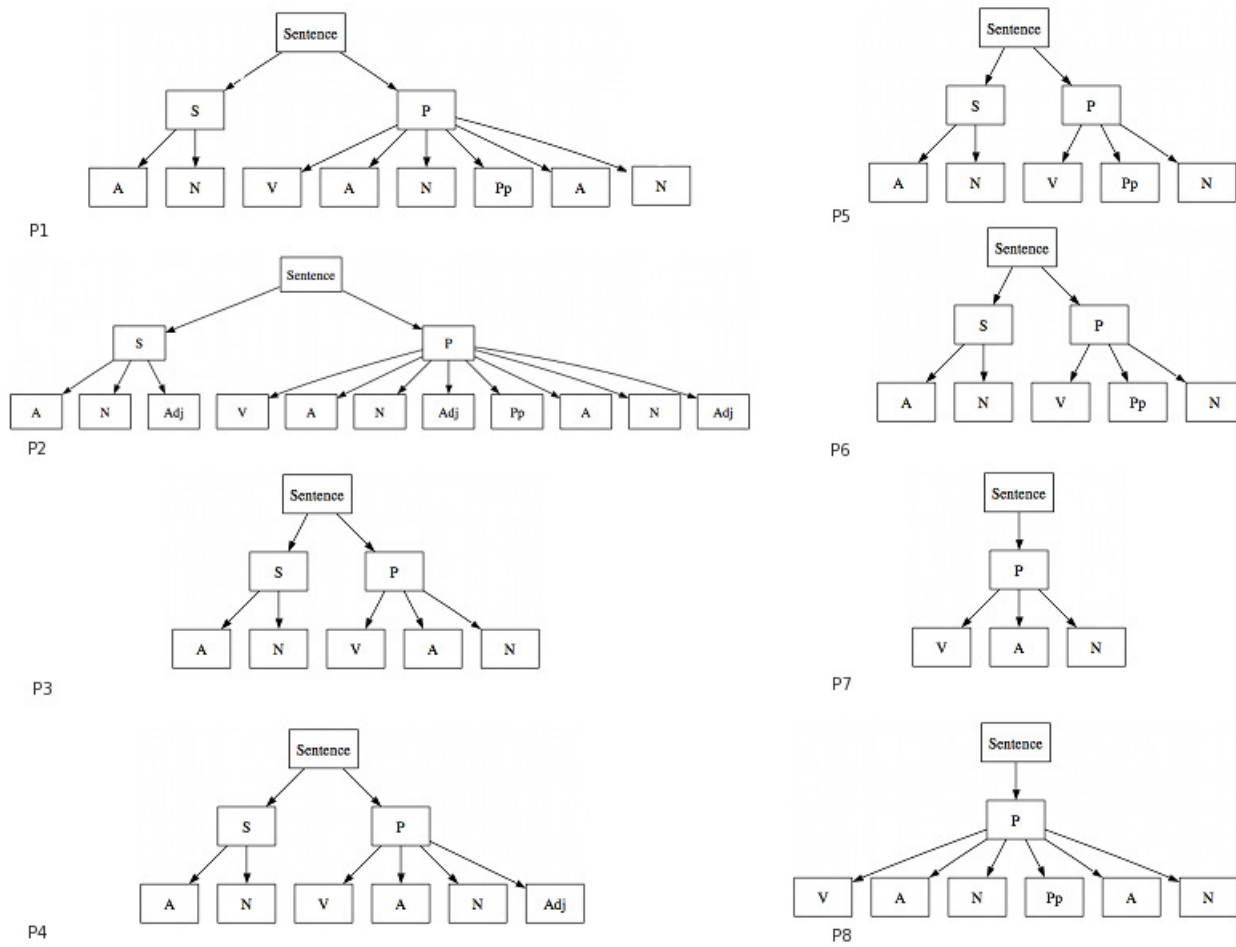 Sentence
S P
A N V A N Pp A N
P1
Sentence
S P
A N Adj V A N Adj Pp A N Adj
P2
Sentence
S P
A N V A N
P3
Sentence
S P
A N V A N Adj
P4
Sentence
S P
A N V Pp N
P5
Sentence
S P
A N V Pp N
P6
Sentence
P
V A N
P7
Sentence
P
V A N Pp A N
P8